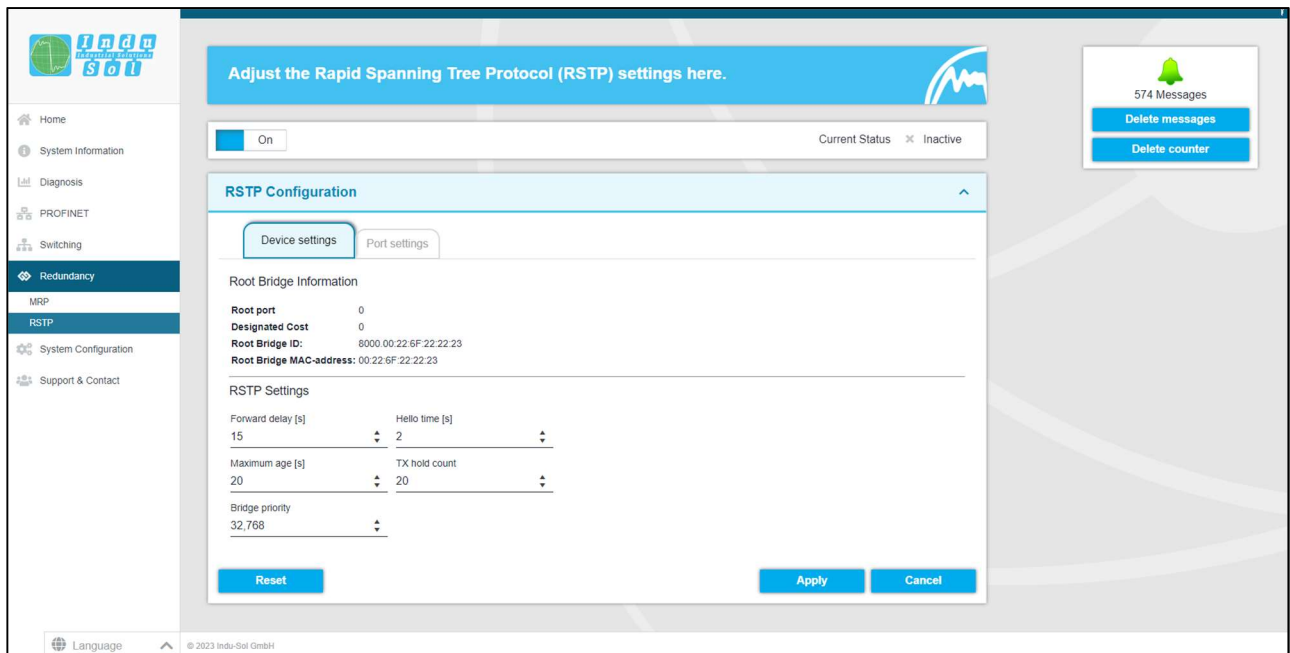 Indu
Industrial Solutions
Sol
Home
System Information
Diagnosis
PROFINET
Switching
Redundancy
MRP
RSTP
System Configuration
Support & Contact
Language
Adjust the Rapid Spanning Tree Protocol (RSTP) settings here.
On
Current Status Inactive
RSTP Configuration
Device settings Port settings
Root Bridge Information
Root port 0
Designated Cost 0
Root Bridge ID: 8000.00:22:6F:22:22:23
Root Bridge MAC-address: 00:22:6F:22:22:23
RSTP Settings
Forward delay [s] Hello time [s]
15 2
Maximum age [s] TX hold count
20 20
Bridge priority
32,768
Reset Apply Cancel
574 Messages
Delete messages
Delete counter
© 2023 Indu-Sol GmbH